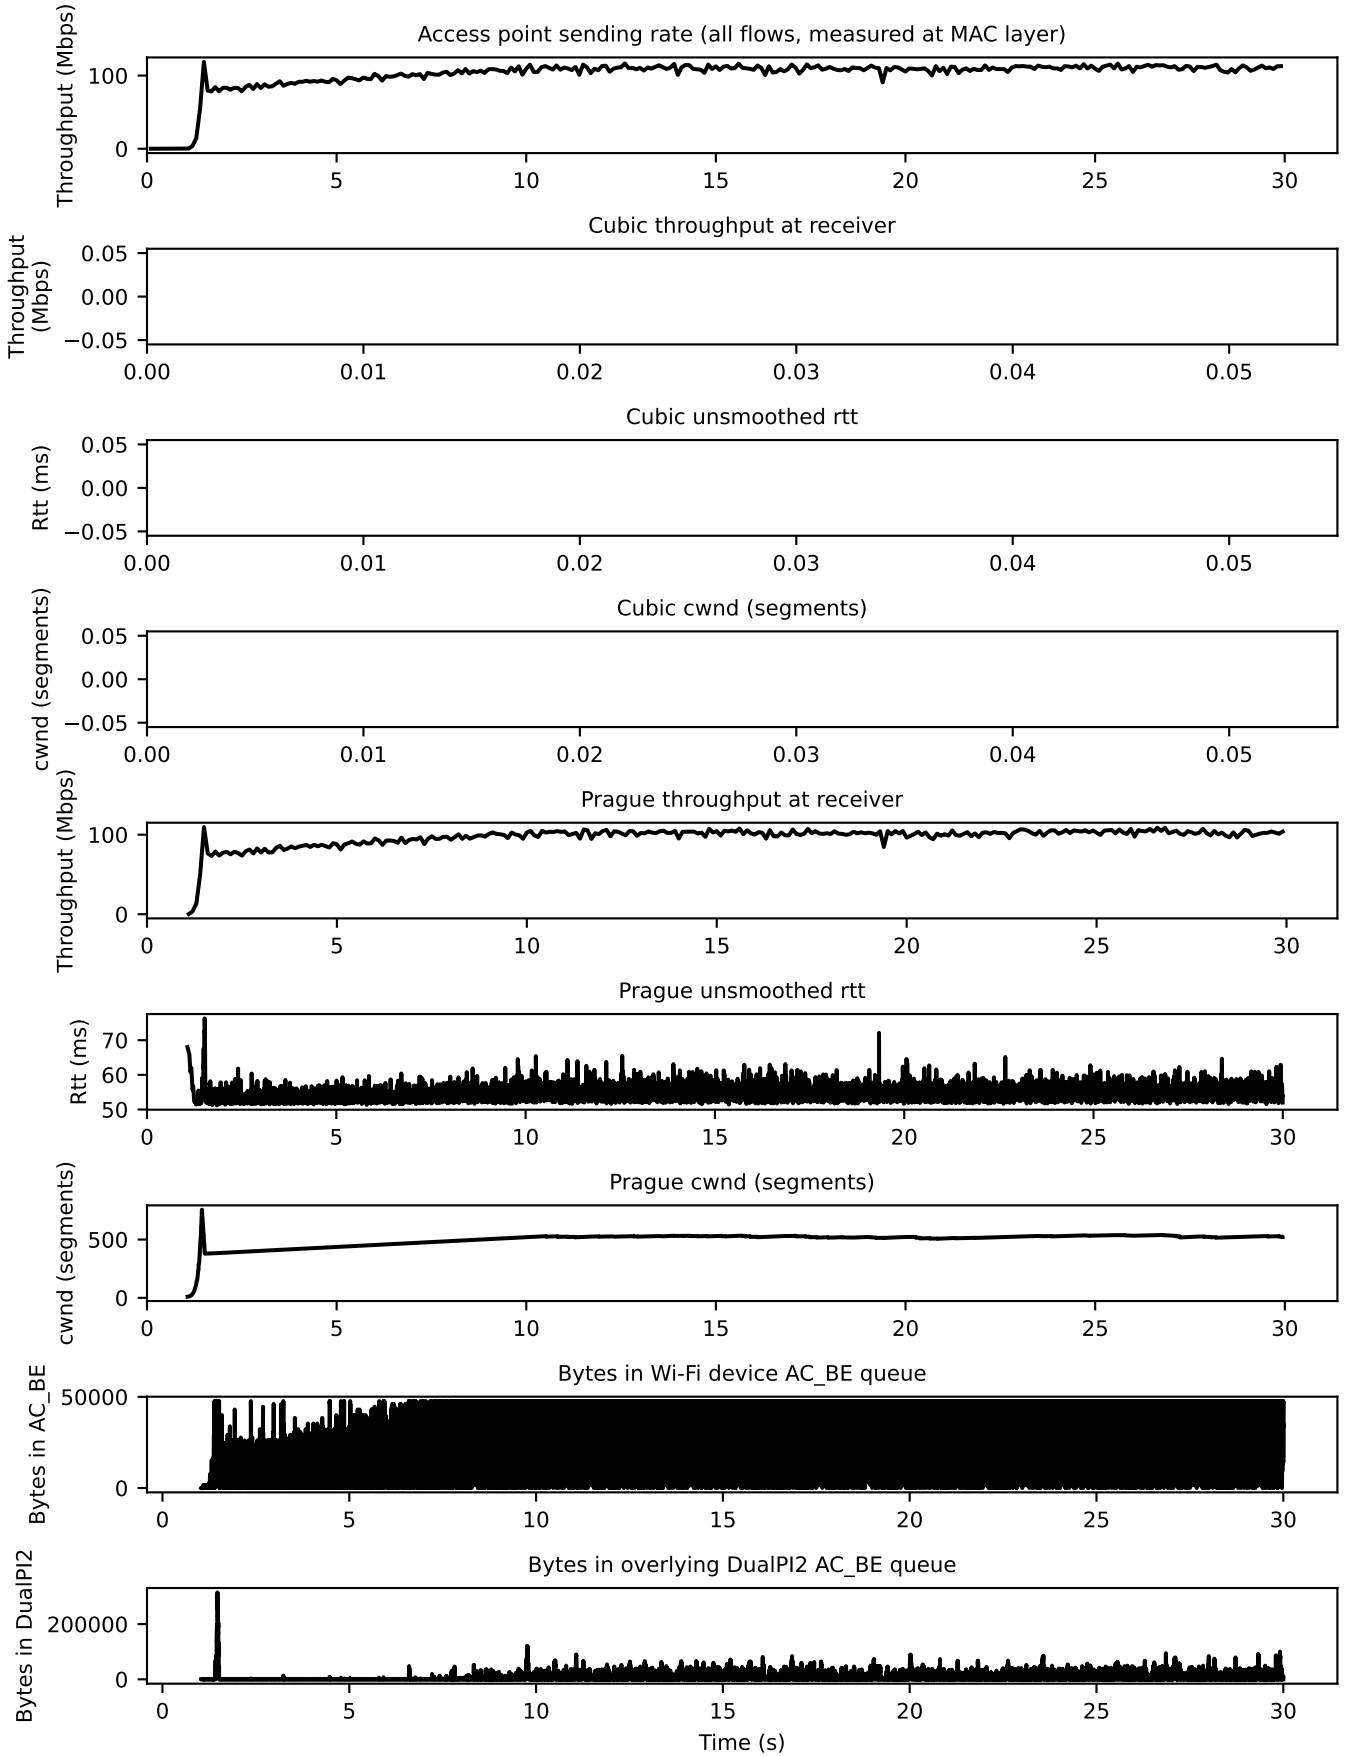 Access point sending rate (all flows, measured at MAC layer)
Throughput (Mbps)
100
0
0 5 10 15 20 25 30
Cubic throughput at receiver
Throughput
(Mbps)
0.05
0.00
−0.05
0.00 0.01 0.02 0.03 0.04 0.05
Cubic unsmoothed rtt
Rtt (ms)
0.05
0.00
−0.05
0.00 0.01 0.02 0.03 0.04 0.05
Cubic cwnd (segments)
cwnd (segments)
0.05
0.00
−0.05
0.00 0.01 0.02 0.03 0.04 0.05
Prague throughput at receiver
Throughput (Mbps)
100
0
0 5 10 15 20 25 30
Prague unsmoothed rtt
Rtt (ms)
70
60
50
0 5 10 15 20 25 30
Prague cwnd (segments)
cwnd (segments)
500
0
0 5 10 15 20 25 30
Bytes in Wi-Fi device AC_BE queue
Bytes in AC_BE
50000
0
0 5 10 15 20 25 30
Bytes in overlying DualPI2 AC_BE queue
Bytes in DualPI2
200000
0
0 5 10 15 20 25 30
Time (s)